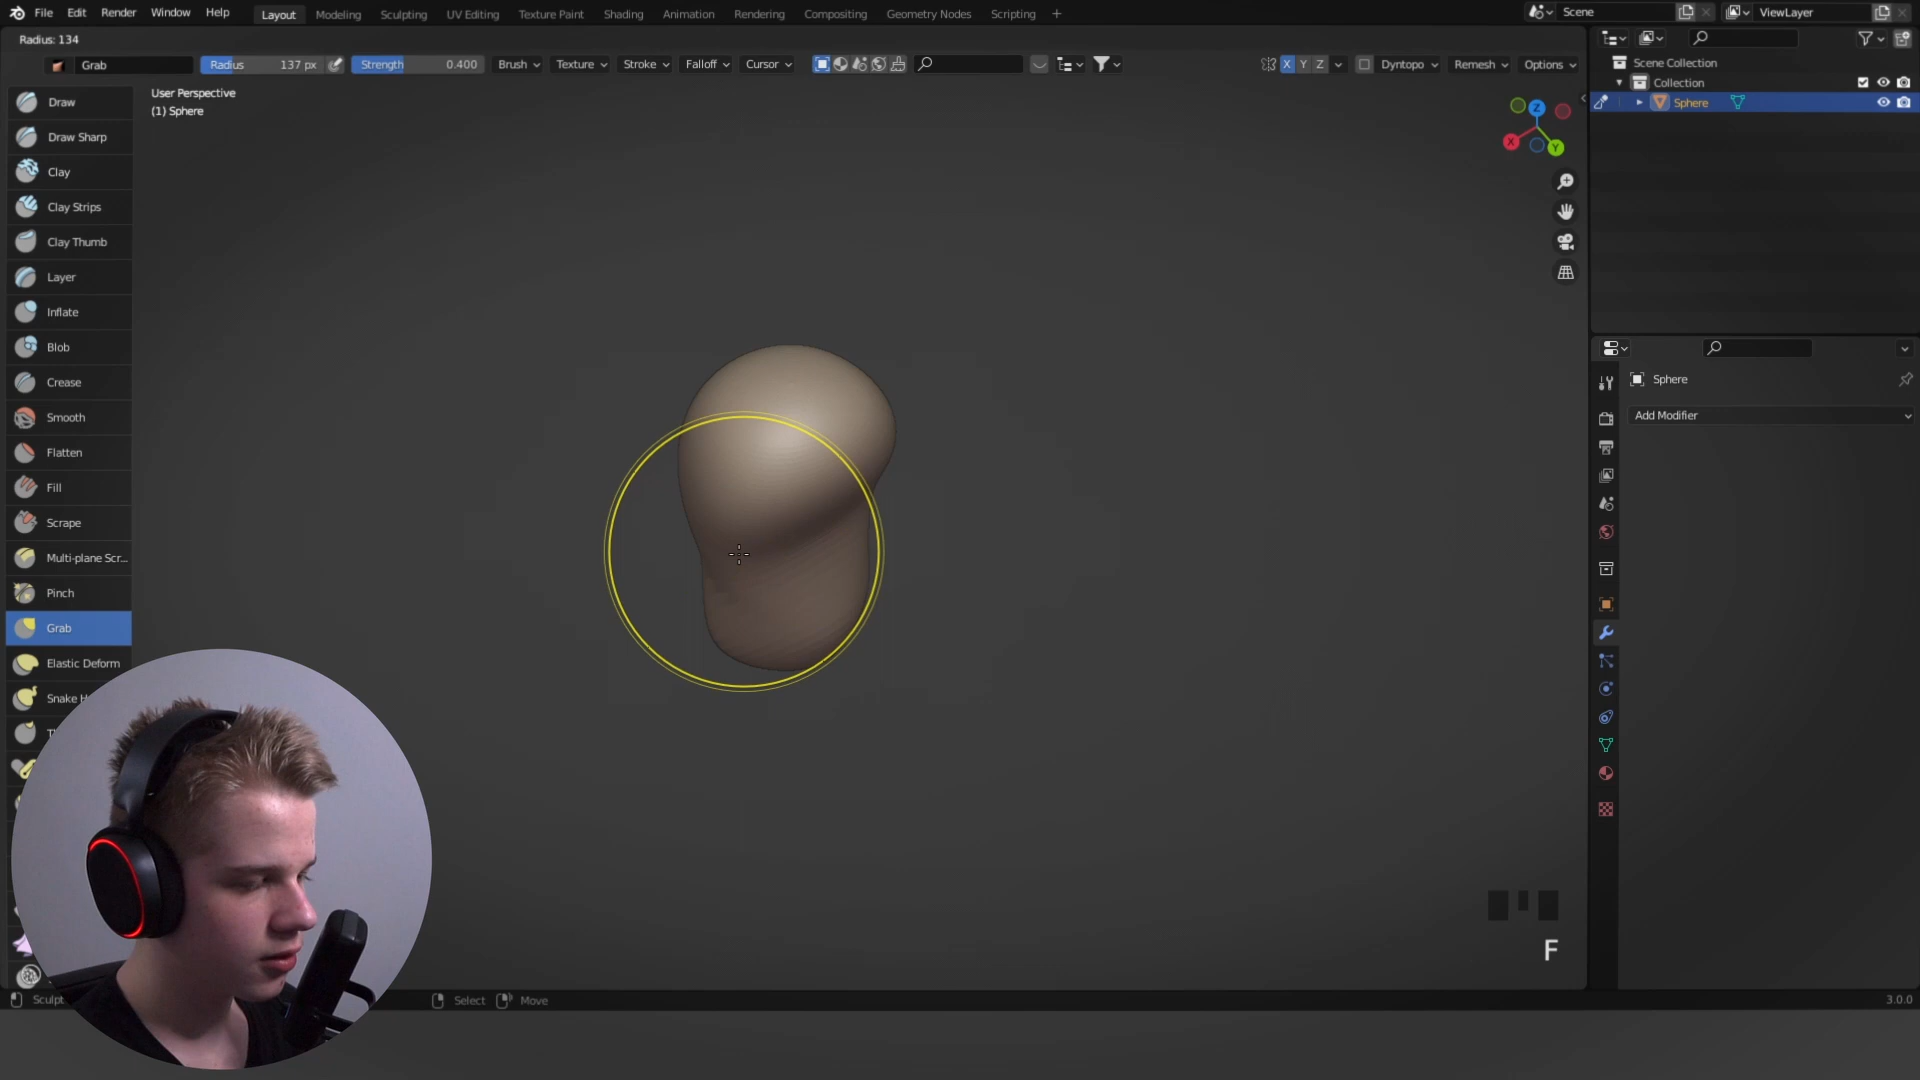 File Edit Render Window Help Layout Modeling Sculpting UV Editing Texture Paint Shading Animation Rendering Compositing Geometry Nodes Scripting + Scene ViewLayer
Radius: 134
Grab Radius 137 px Strength 0.400 Brush Texture Stroke Falloff Cursor X Y Z Dyntopo Remesh Options
User Perspective
(1) Sphere
Scene Collection
Collection
Sphere
Z
X
Y
Draw
Draw Sharp
Clay
Clay Strips
Clay Thumb
Layer
Inflate
Blob
Crease
Smooth
Flatten
Fill
Scrape
Multi-plane Scr...
Pinch
Grab
Elastic Deform
Snake H
Sphere
Add Modifier
F
Sculpt Select Move 3.0.0